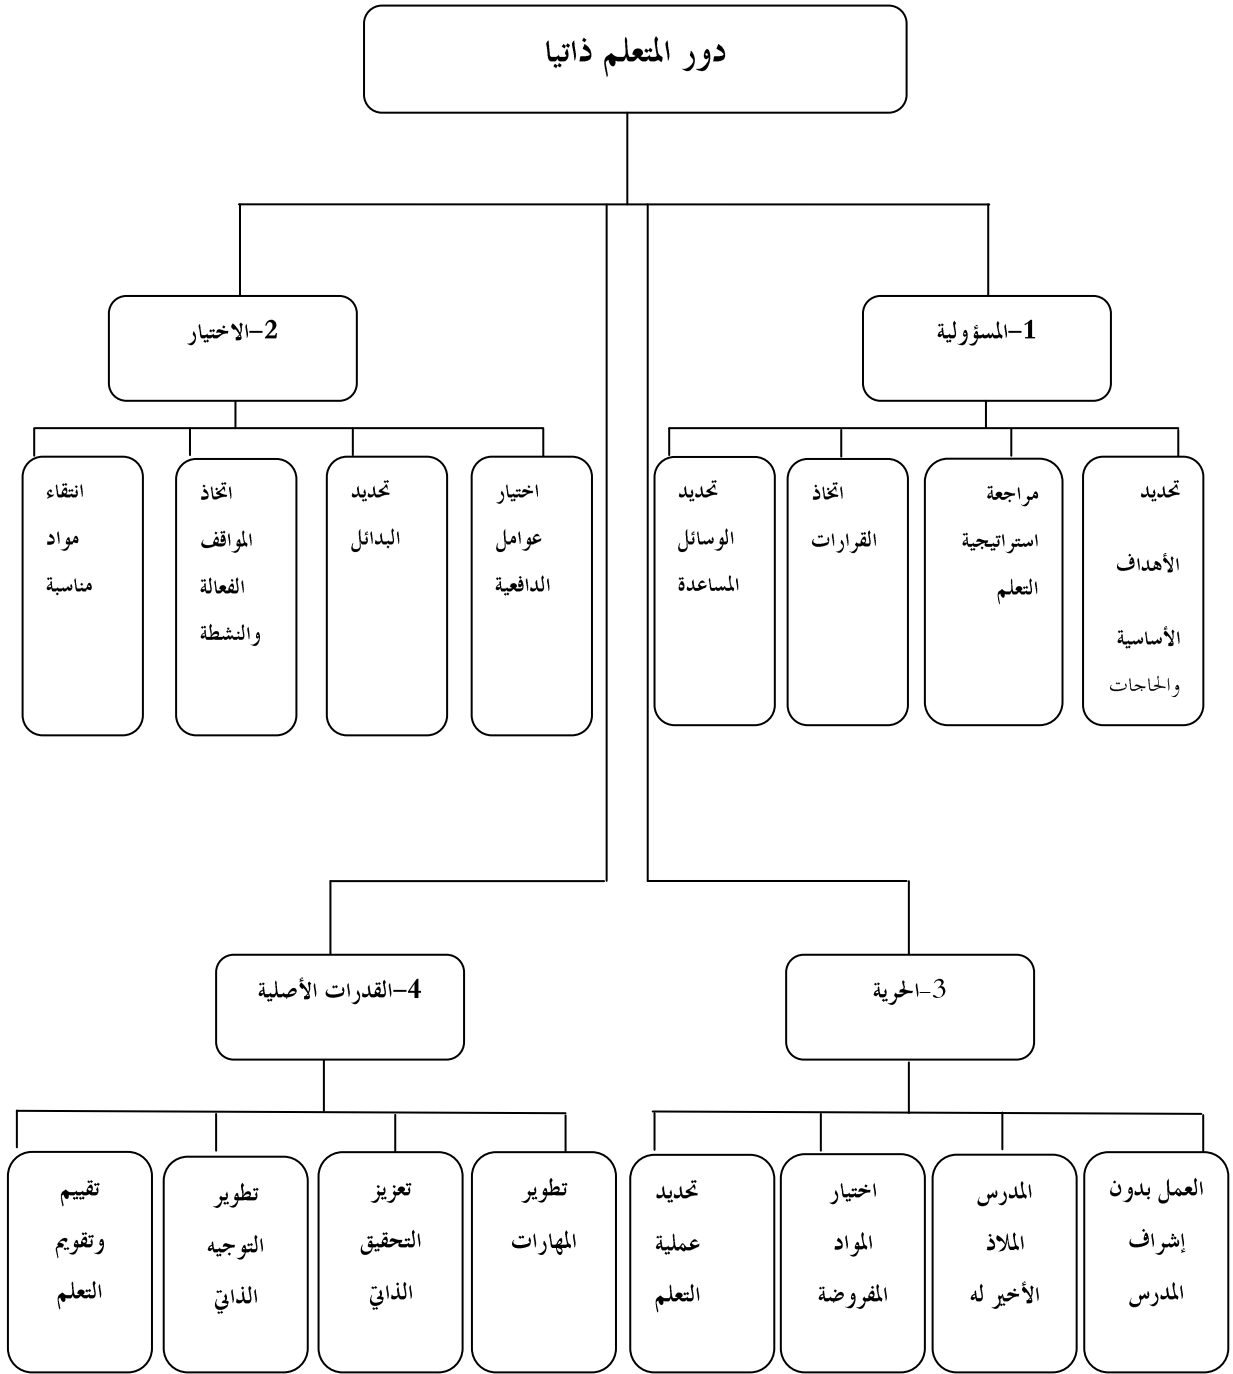 دور المتعلم ذاتيا
1-المسؤولية
2-الاختيار
تحديد
الأهداف
الأساسية
والحاجات
مراجعة
استراتيجية
التعلم
اتخاذ
القرارات
تحديد
الوسائل
المساعدة
اختيار
عوامل
الدافعية
تحديد
البدائل
اتخاذ
المواقف
الفعالة
والنشطة
انتقاء
مواد
مناسبة
3-الحرية
4-القدرات الأصلية
العمل بدون
إشراف
المدرس
المدرس
الملاذ
الأخير له
اختيار
المواد
المفروضة
تحديد
عملية
التعلم
تطوير
المهارات
تعزيز
التحقيق
الذاتي
تطوير
التوجيه
الذاتي
تقييم
وتقويم
التعلم